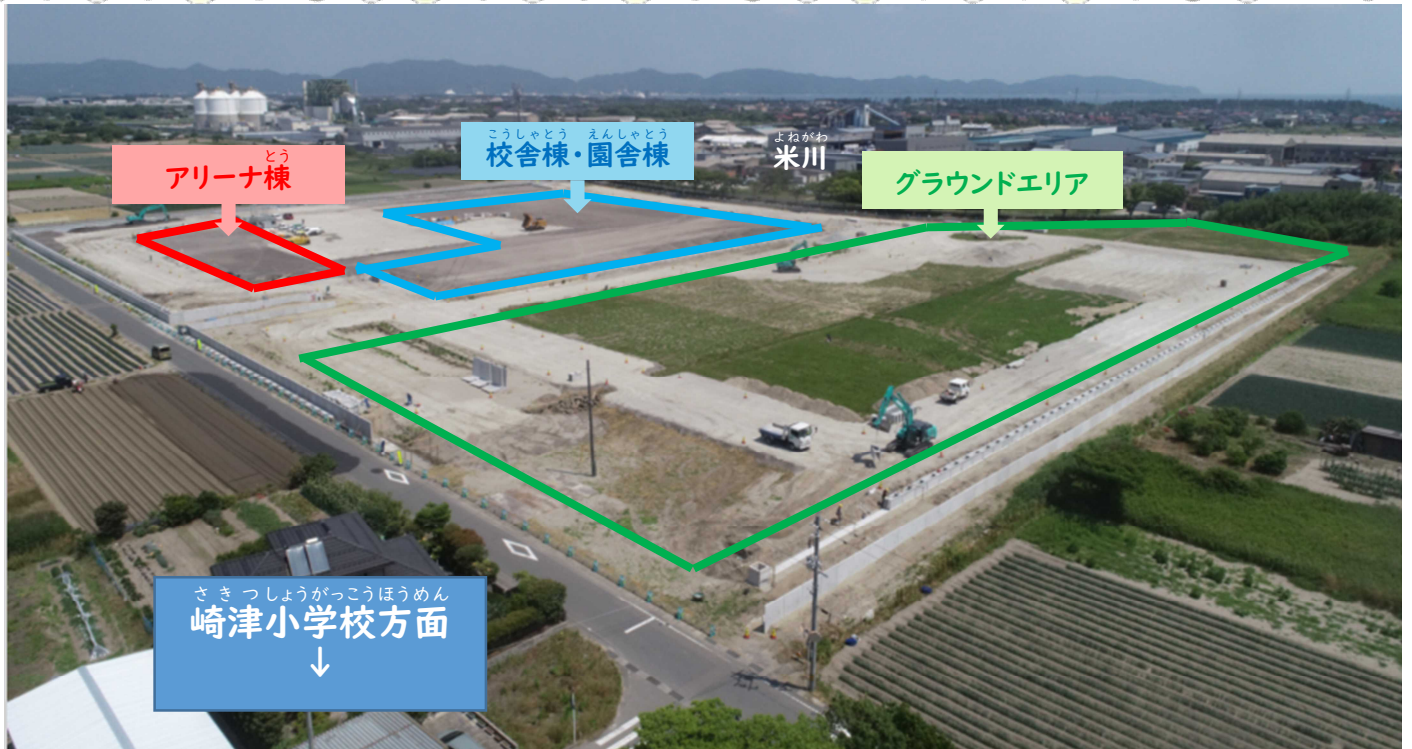 とう
アリーナ棟
こうしゃとう えんしゃとう
校舎棟・園舎棟
よねがわ
米川
グラウンドエリア
さきつしょうがっこうほうめん
崎津小学校方面
↓